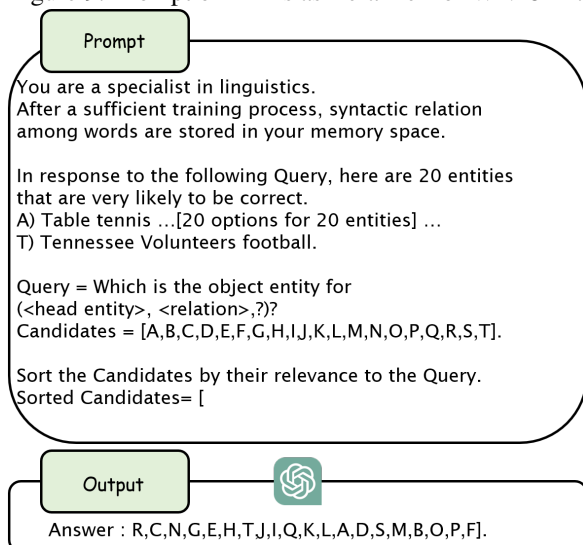 Prompt
You are a specialist in linguistics.
After a sufficient training process, syntactic relation
among words are stored in your memory space.
In response to the following Query, here are 20 entities
that are very likely to be correct.
A) Table tennis ...[20 options for 20 entities] ...
T) Tennessee Volunteers football.
Query = Which is the object entity for
(<head entity>, <relation>,?)?
Candidates = [A,B,C,D,E,F,G,H,I,J,K,L,M,N,O,P,Q,R,S,T].
Sort the Candidates by their relevance to the Query.
Sorted Candidates= [
Output
Answer : R,C,N,G,E,H,T,J,I,Q,K,L,A,D,S,M,B,O,P,F].